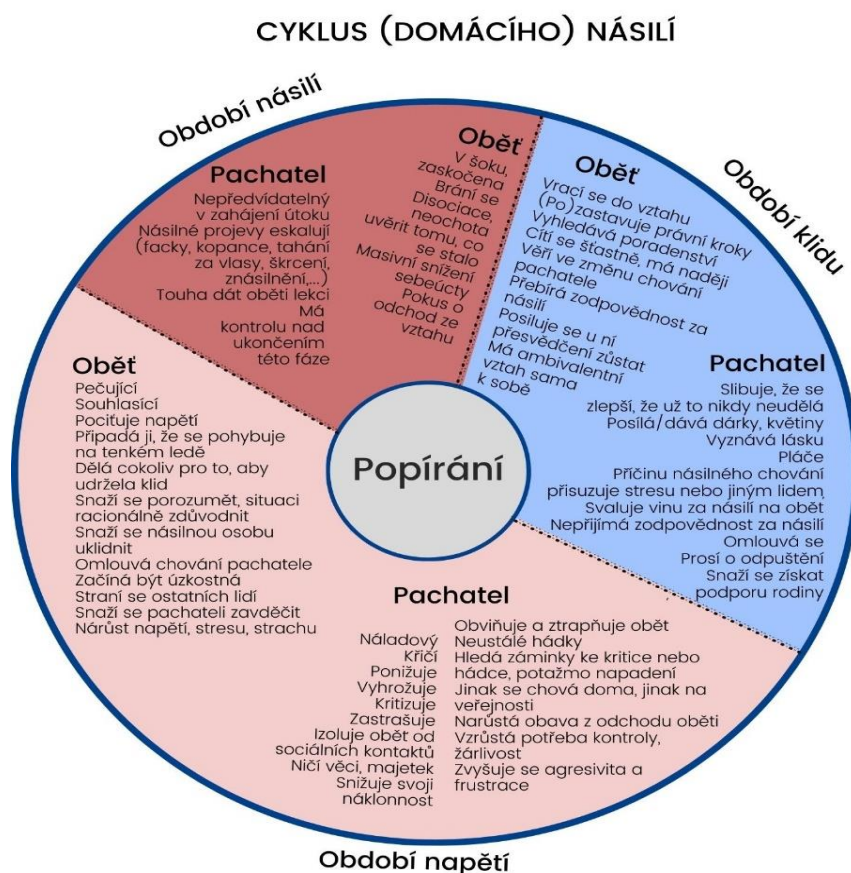 CYKLUS (DOMÁCÍHO) NÁSILÍ
Období násilí
Pachatel
Nepředvídatelný
v zahájení útoku
Násilné projevy eskalují
(facky, kopance, tahání
za vlasy, škrcení,
znásilnění,...)
Touha dát oběti lekci
Má
kontrolu nad
ukončením
této fáze
Oběť
V šoku,
zaskočena
Brání se
Disociace,
neochota
uvěřit tomu, co
se stalo
Masivní snížení
sebeúcty
Pokus o
odchod ze
vztahu
Období klidu
Oběť
Vrací se do vztahu
(Po)zastavuje právní kroky
Vyhledává poradenství
Cítí se šťastně, má naději
Věří ve změnu chování
pachatele
Přebírá zodpovědnost za
násilí
Posiluje se u ní
přesvědčení zůstat
Má ambivalentní
vztah sama
k sobě
Pachatel
Slibuje, že se
zlepší, že už to nikdy neudělá
Posílá/dává dárky, květiny
Vyznává lásku
Pláče
Příčinu násilného chování
přisuzuje stresu nebo jiným lidem
Svaluje vinu za násilí na obět
Nepřijímá zodpovědnost za násilí
Omlouvá se
Prosí o odpuštění
Snaží se získat
podporu rodiny
Popírání
Oběť
Pečující
Souhlasící
Pociťuje napětí
Připadá ji, že se pohybuje
na tenkém ledě
Dělá cokoliv pro to, aby
udržela klid
Snaží se porozumět, situaci
racionálně zdůvodnit
Snaží se násilnou osobu
uklidnit
Omlouvá chování pachatele
Začíná být úzkostná
Straní se ostatních lidí
Snaží se pachateli zavděčit
Nárůst napětí, stresu, strachu
Pachatel
Náladový
Křičí
Ponižuje
Vyhrožuje
Kritizuje
Zastrašuje
Izoluje obět od
sociálních kontaktů
Ničí věci, majetek
Snižuje svoji
náklonnost
Obviňuje a ztrapňuje obět
Neustálé hádky
Hledá záminky ke kritice nebo
hádce, potažmo napadení
Jinak se chová doma, jinak na
veřejnosti
Narůstá obava z odchodu oběti
Vzrůstá potřeba kontroly,
žárlivost
Zvyšuje se agresivita a
frustrace
Období napětí